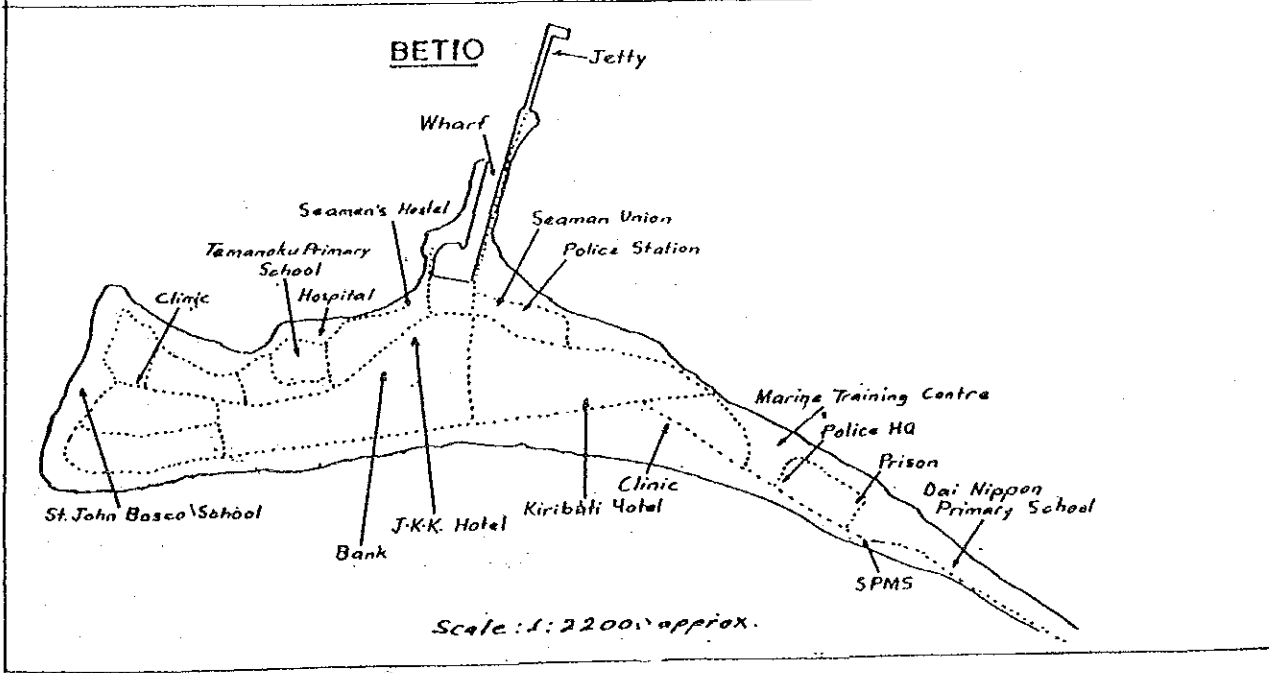 BETIO
Jetty
Wharf
Seamen's Hostel
Seaman Union
Temanoku Primary
School
Police Station
Clinic
Hospital
Marine Training Centre
Police HQ
Prison
Dai Nippon
Primary School
Clinic
Kiribati Hotel
St. John Bosco School
J.K.K. Hotel
Bank
SPMS
Scale: 1:2200 approx.